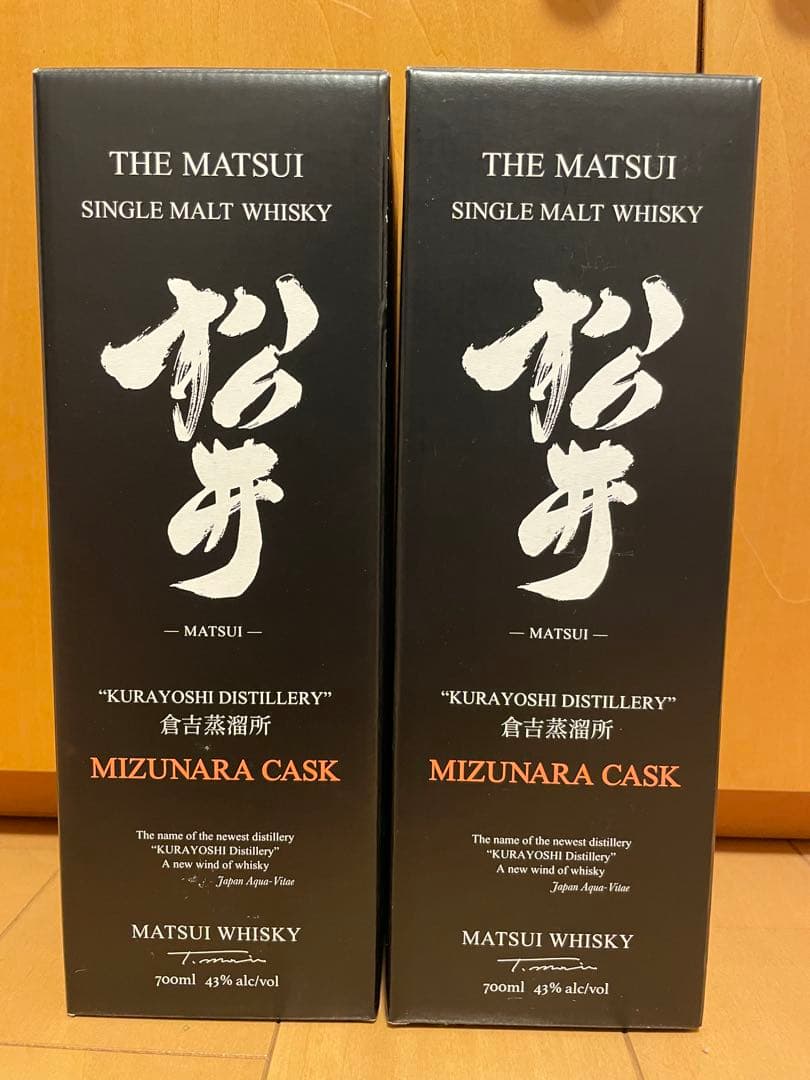 THE MATSUI
SINGLE MALT WHISKY
松井
— MATSUI —
“KURAYOSHI DISTILLERY”
倉吉蒸溜所
MIZUNARA CASK
The name of the newest distillery
“KURAYOSHI Distillery”
A new wind of whisky
Japan Aqua-Vitae
MATSUI WHISKY
700ml 43% alc/vol
THE MATSUI
SINGLE MALT WHISKY
松井
— MATSUI —
“KURAYOSHI DISTILLERY”
倉吉蒸溜所
MIZUNARA CASK
The name of the newest distillery
“KURAYOSHI Distillery”
A new wind of whisky
Japan Aqua-Vitae
MATSUI WHISKY
700ml 43% alc/vol